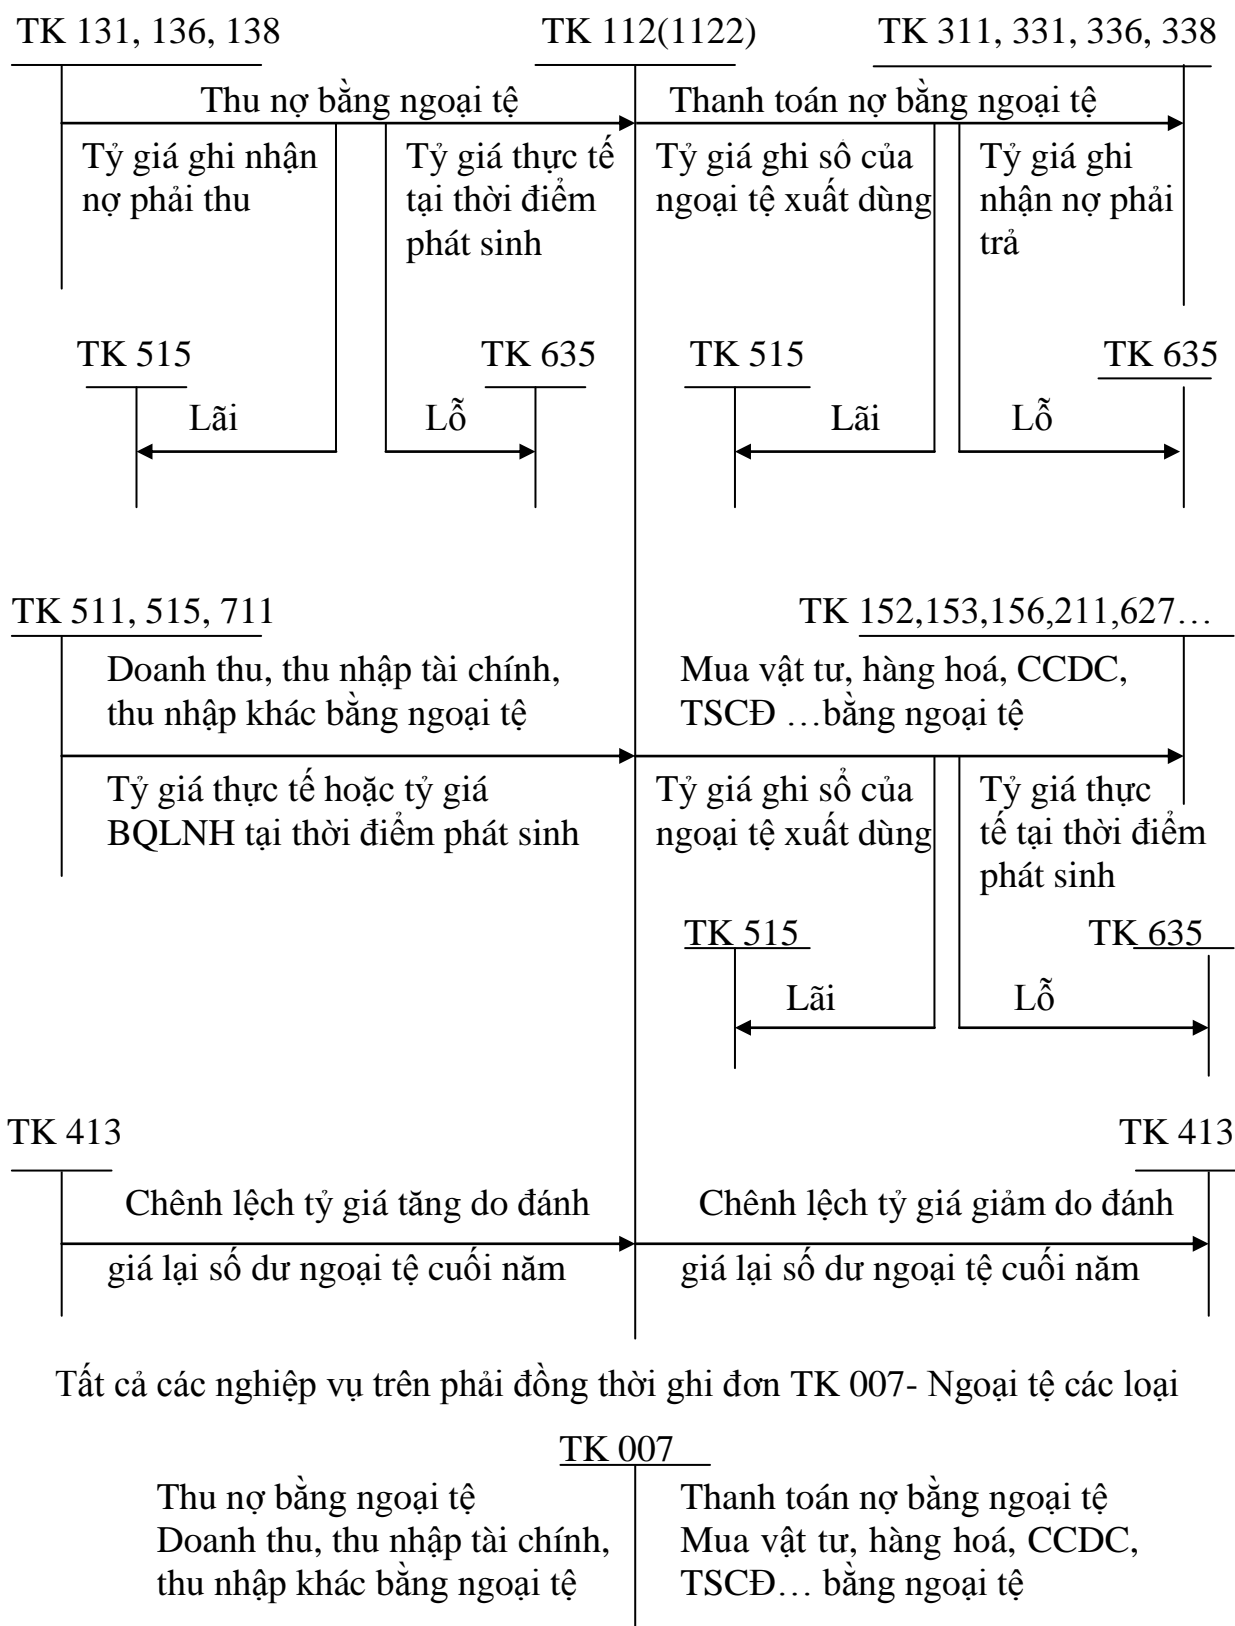 TK 131, 136, 138
TK 112(1122)
TK 311, 331, 336, 338
Thu nợ bằng ngoại tệ
Thanh toán nợ bằng ngoại tệ
Tỷ giá ghi nhận
nợ phải thu
Tỷ giá thực tế
tại thời điểm
phát sinh
Tỷ giá ghi sổ của
ngoại tệ xuất dùng
Tỷ giá ghi
nhận nợ phải
trả
TK 515
TK 635
TK 515
TK 635
Lãi
Lỗ
Lãi
Lỗ
TK 511, 515, 711
TK 152,153,156,211,627…
Doanh thu, thu nhập tài chính,
thu nhập khác bằng ngoại tệ
Mua vật tư, hàng hoá, CCDC,
TSCĐ …bằng ngoại tệ
Tỷ giá thực tế hoặc tỷ giá
BQLNH tại thời điểm phát sinh
Tỷ giá ghi sổ của
ngoại tệ xuất dùng
Tỷ giá thực
tế tại thời điểm
phát sinh
TK 515
TK 635
Lãi
Lỗ
TK 413
TK 413
Chênh lệch tỷ giá tăng do đánh
giá lại số dư ngoại tệ cuối năm
Chênh lệch tỷ giá giảm do đánh
giá lại số dư ngoại tệ cuối năm
Tất cả các nghiệp vụ trên phải đồng thời ghi đơn TK 007- Ngoại tệ các loại
TK 007
Thu nợ bằng ngoại tệ
Doanh thu, thu nhập tài chính,
thu nhập khác bằng ngoại tệ
Thanh toán nợ bằng ngoại tệ
Mua vật tư, hàng hoá, CCDC,
TSCĐ… bằng ngoại tệ